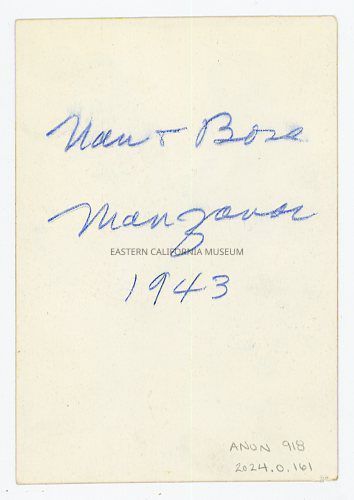 Nan + Bose
Manzanar
EASTERN CALIFORNIA MUSEUM
1943
ANON 918
2024.0.161